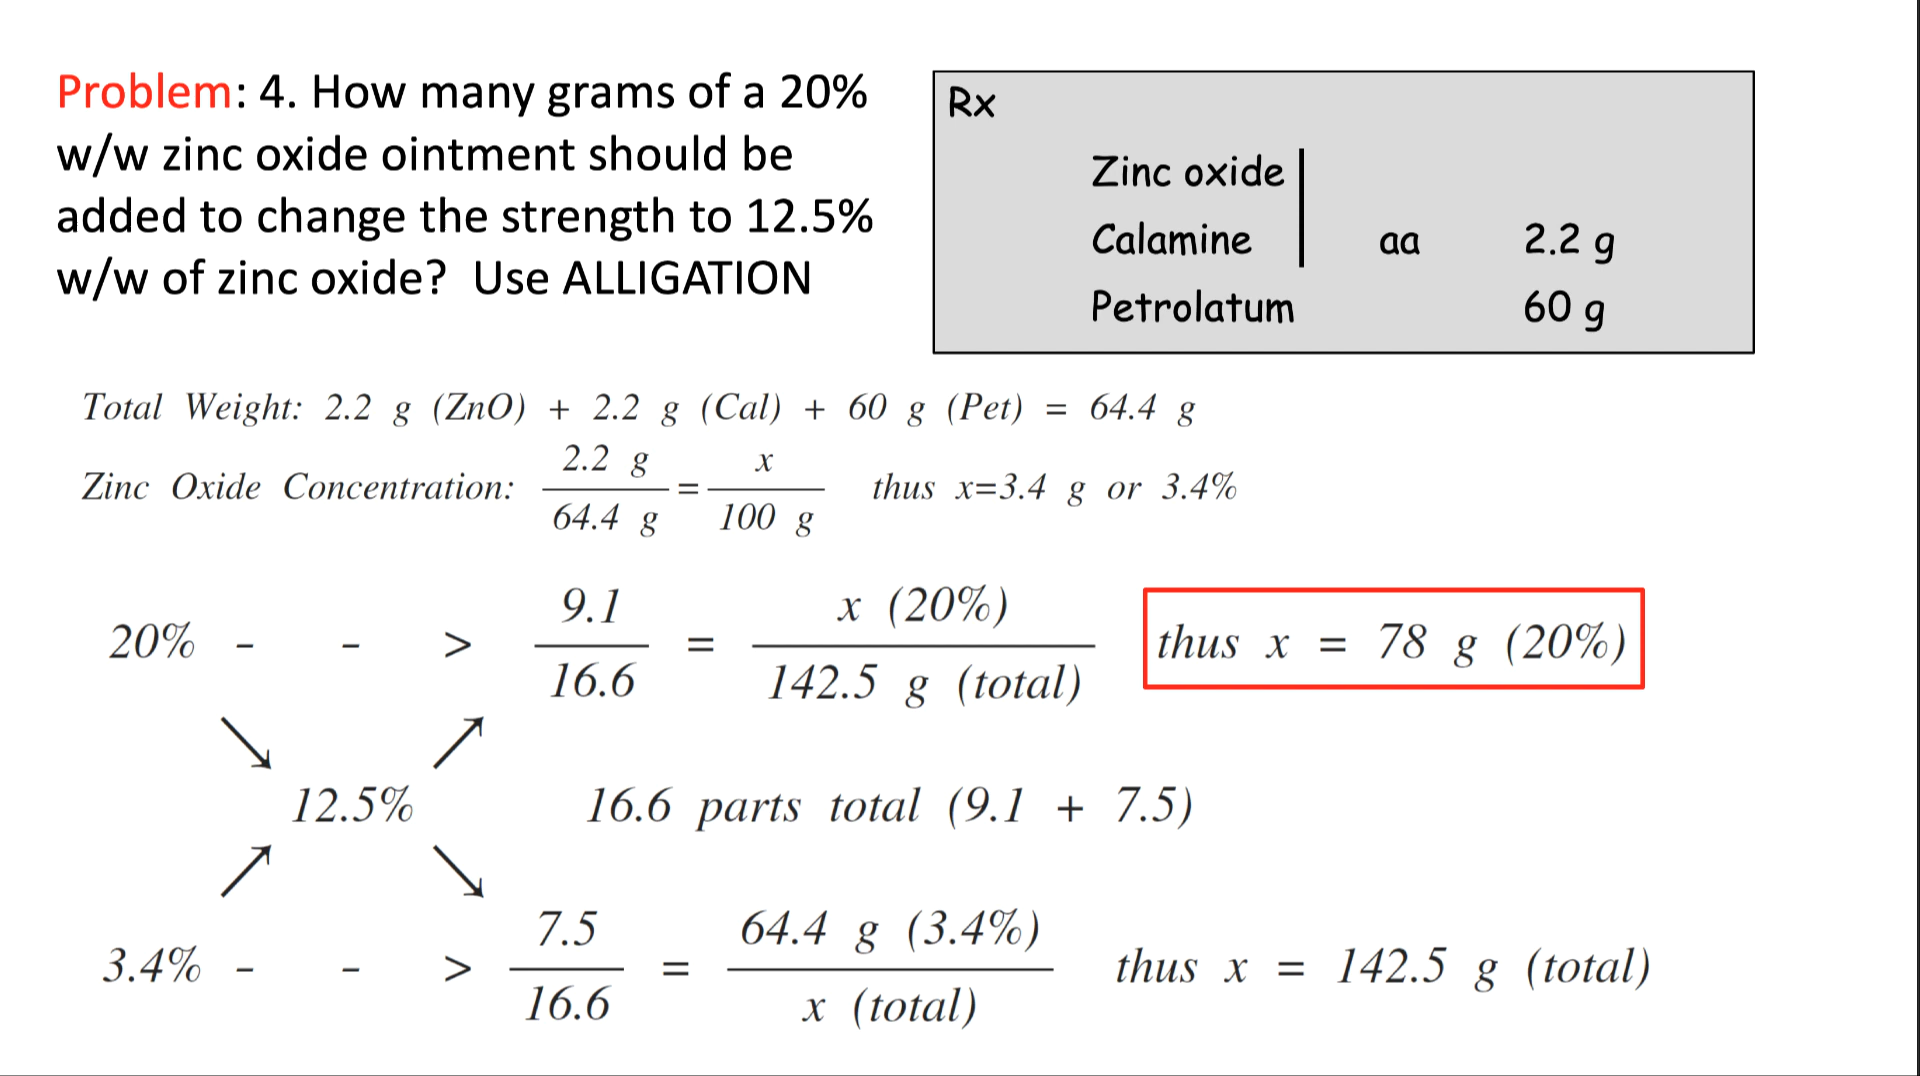 Problem: 4. How many grams of a 20%
w/w zinc oxide ointment should be
added to change the strength to 12.5%
w/w of zinc oxide?  Use ALLIGATION
Rx
Zinc oxide
Calamine aa 2.2 g
Petrolatum 60 g
Total Weight: 2.2 g (ZnO) + 2.2 g (Cal) + 60 g (Pet) = 64.4 g
Zinc Oxide Concentration: 2.2 g / 64.4 g = x / 100 g thus x=3.4 g or 3.4%
20% - - > 9.1 / 16.6 = x (20%) / 142.5 g (total) thus x = 78 g (20%)
↘ ↗
12.5% 16.6 parts total (9.1 + 7.5)
↗ ↘
3.4% - - > 7.5 / 16.6 = 64.4 g (3.4%) / x (total) thus x = 142.5 g (total)